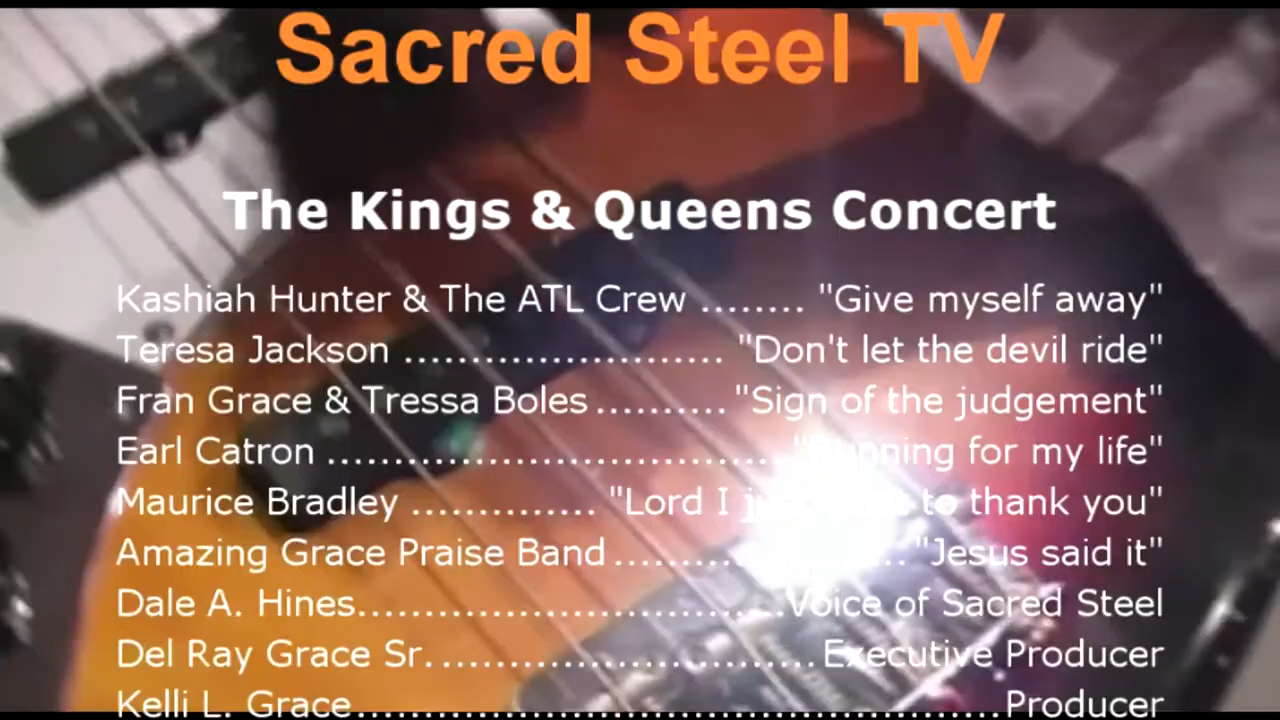 Sacred Steel TV
The Kings & Queens Concert
Kashiah Hunter & The ATL Crew ........ "Give myself away"
Teresa Jackson ........................ "Don't let the devil ride"
Fran Grace & Tressa Boles .......... "Sign of the judgement"
Earl Catron .................................. "Running for my life"
Maurice Bradley .............. "Lord I to thank you"
Amazing Grace Praise Band ...................... "Jesus said it"
Dale A. Hines................................Voice of Sacred Steel
Del Ray Grace Sr.............................Executive Producer
Kelli L. Grace.................................................Producer